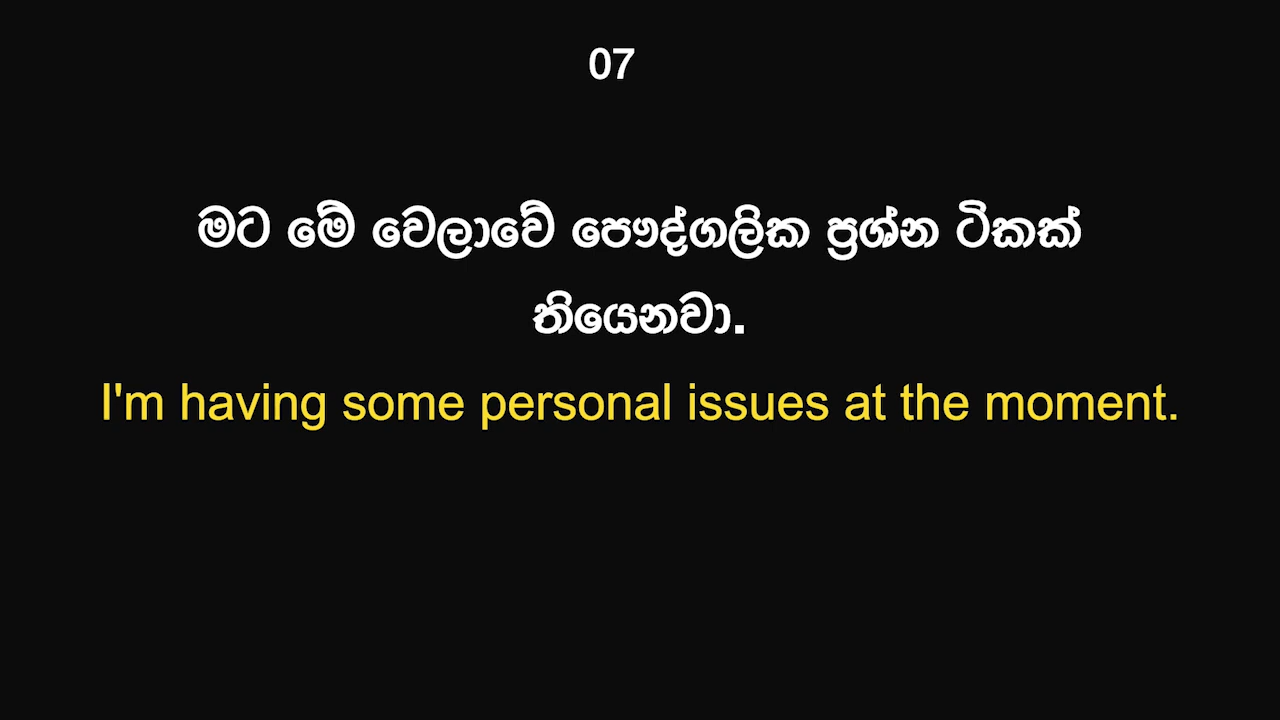 07
මට මේ වෙලාවේ පෞද්ගලික ප්‍රශ්න ටිකක්
තියෙනවා.
I'm having some personal issues at the moment.